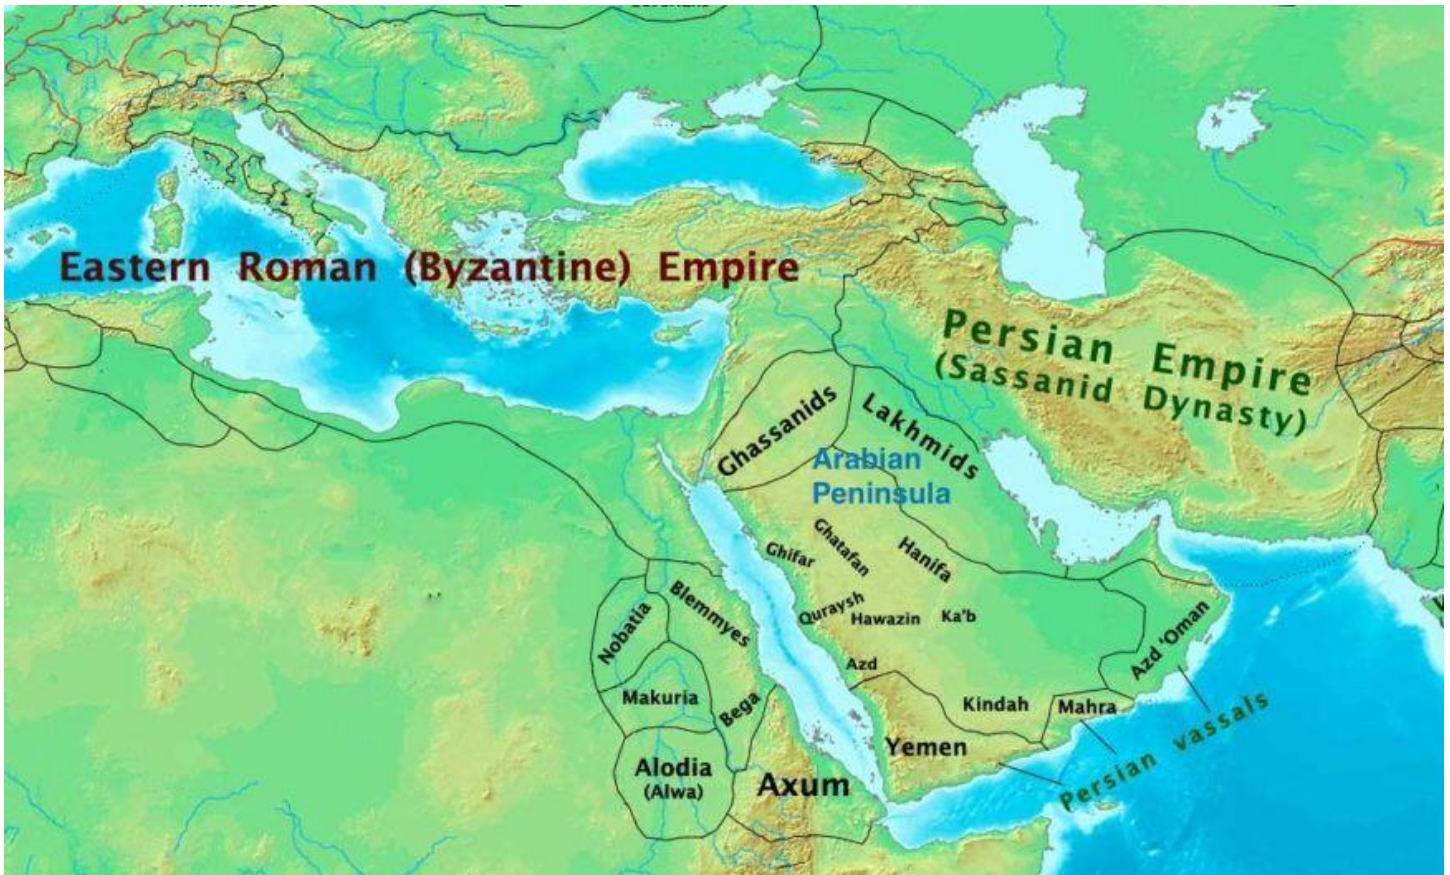 Eastern Roman (Byzantine) Empire
Persian Empire
(Sassanid Dynasty)
Ghassanids
Lakhmids
Arabian
Peninsula
Ghifar
Ghatafan
Hanifa
Quraysh
Hawazin
Ka'b
Nobatia
Blemmyes
Azd
Azd 'Oman
Makuria
Bega
Kindah
Mahra
Yemen
Persian vassals
Alodia
(Alwa)
Axum